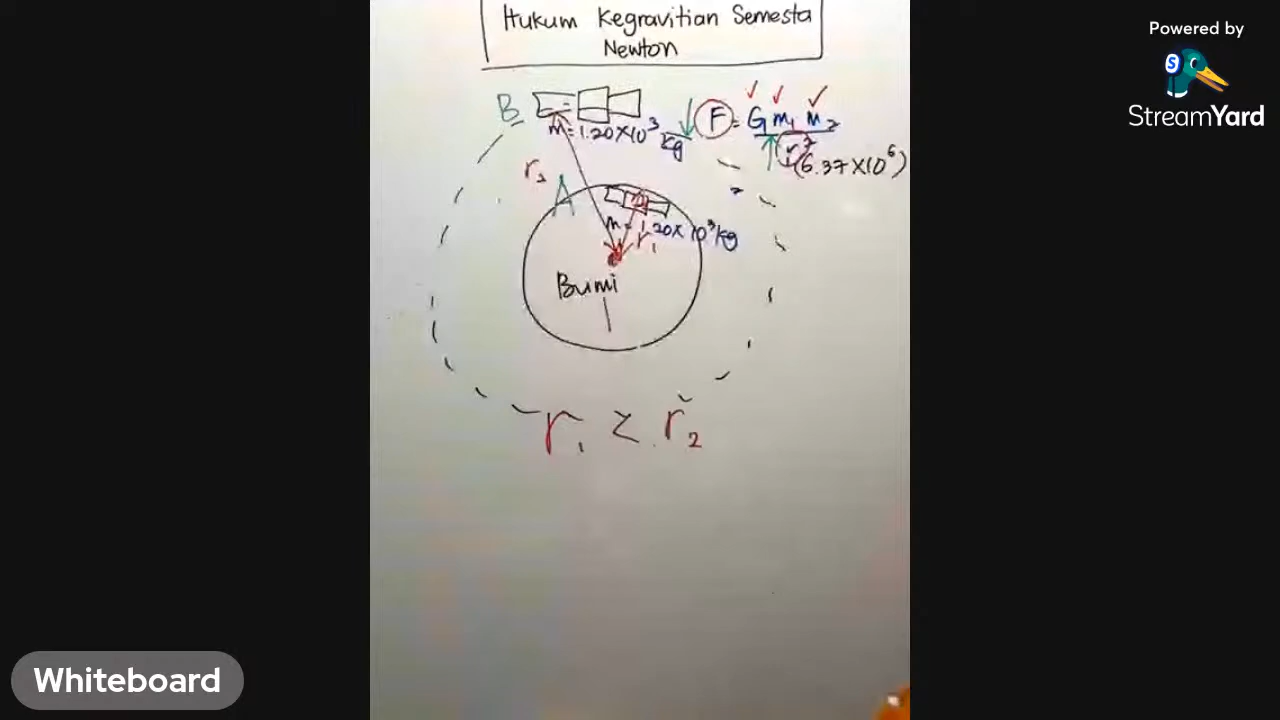 Hukum Kegravitian Semesta
Newton
Powered by
StreamYard
B
m = 1.20 × 10³ kg
F = G m₁ m₂
r²
(6.37 × 10⁶)
r₂
A
m = 1.20 × 10³ kg
r₁
Bumi
r₁ < r₂
Whiteboard